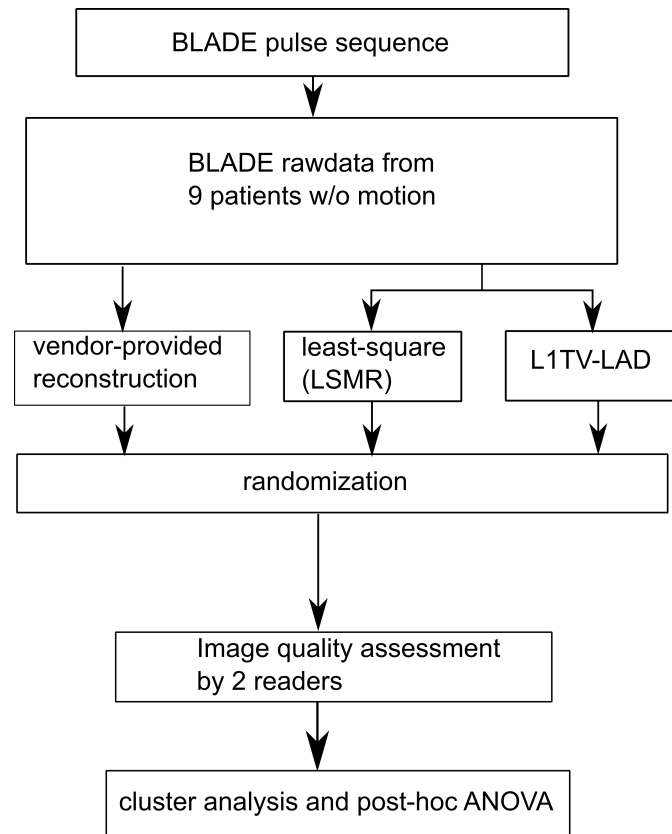 BLADE pulse sequence
BLADE rawdata from
9 patients w/o motion
vendor-provided
reconstruction
least-square
(LSMR)
L1TV-LAD
randomization
Image quality assessment
by 2 readers
cluster analysis and post-hoc ANOVA